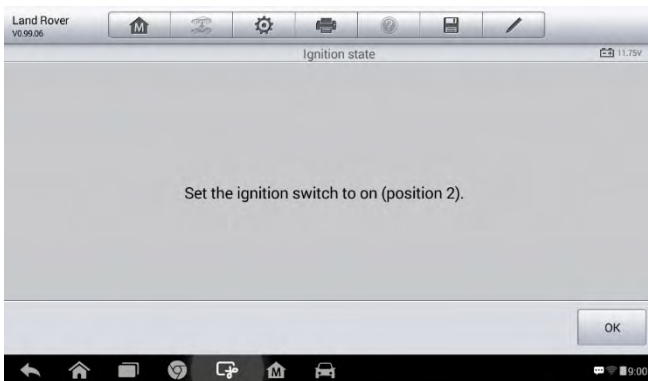 Land Rover
V0.99.06
M
Ignition state
11.75V
Set the ignition switch to on (position 2).
OK
M
9:00